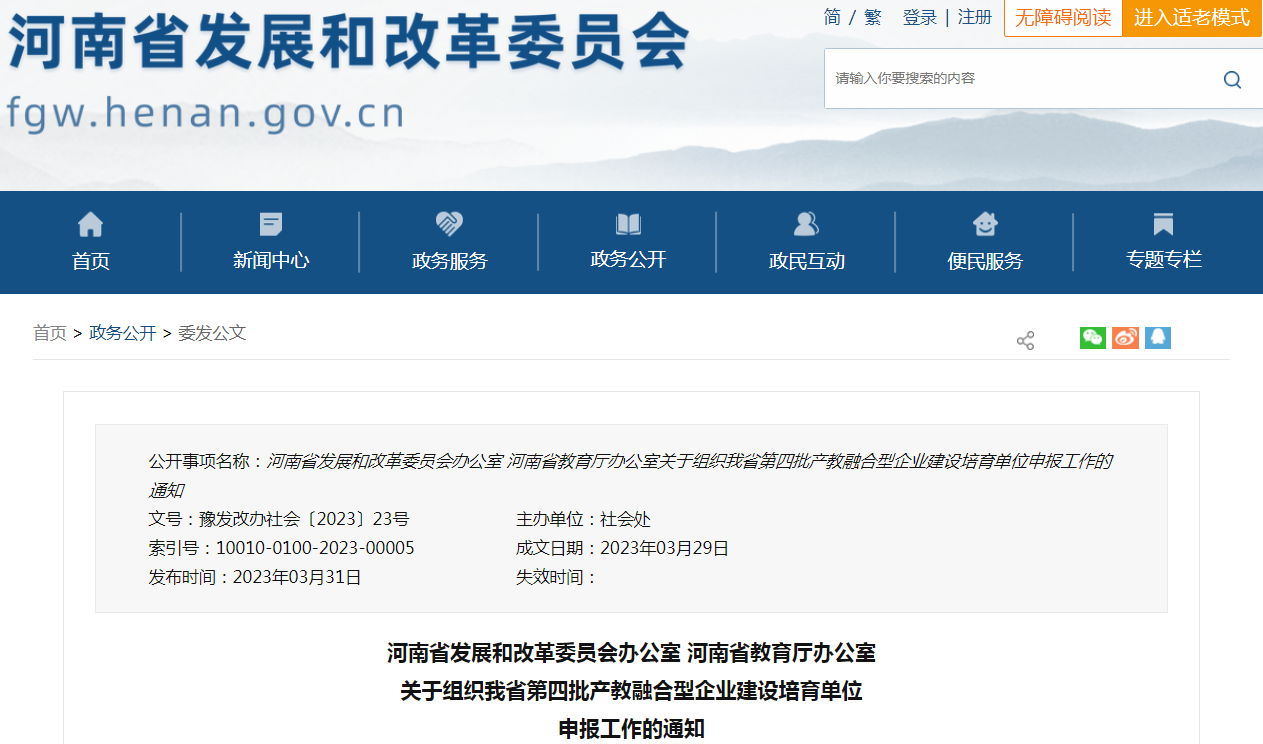 河南省发展和改革委员会
fgw.henan.gov.cn
简 / 繁 登录 | 注册 无障碍阅读 进入适老模式
请输入你要搜索的内容
首页 新闻中心 政务服务 政务公开 政民互动 便民服务 专题专栏
首页 > 政务公开 > 委发公文
公开事项名称：河南省发展和改革委员会办公室 河南省教育厅办公室关于组织我省第四批产教融合型企业建设培育单位申报工作的
通知
文号：豫发改办社会〔2023〕23号 主办单位：社会处
索引号：10010-0100-2023-00005 成文日期：2023年03月29日
发布时间：2023年03月31日 失效时间：
河南省发展和改革委员会办公室 河南省教育厅办公室
关于组织我省第四批产教融合型企业建设培育单位
申报工作的通知